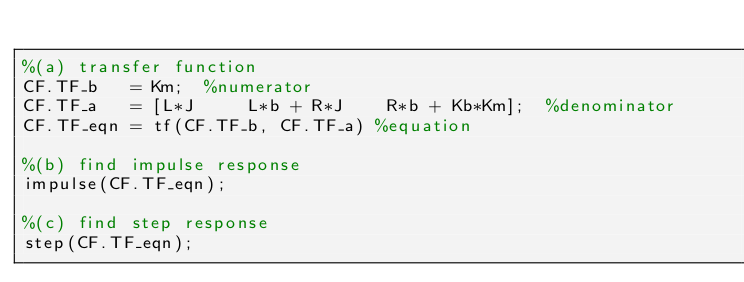 %(a) transfer function
CF.TF_b = Km; %numerator
CF.TF_a = [L*J L*b + R*J R*b + Kb*Km]; %denominator
CF.TF_eqn = tf(CF.TF_b, CF.TF_a) %equation
%(b) find impulse response
impulse(CF.TF_eqn);
%(c) find step response
step(CF.TF_eqn);